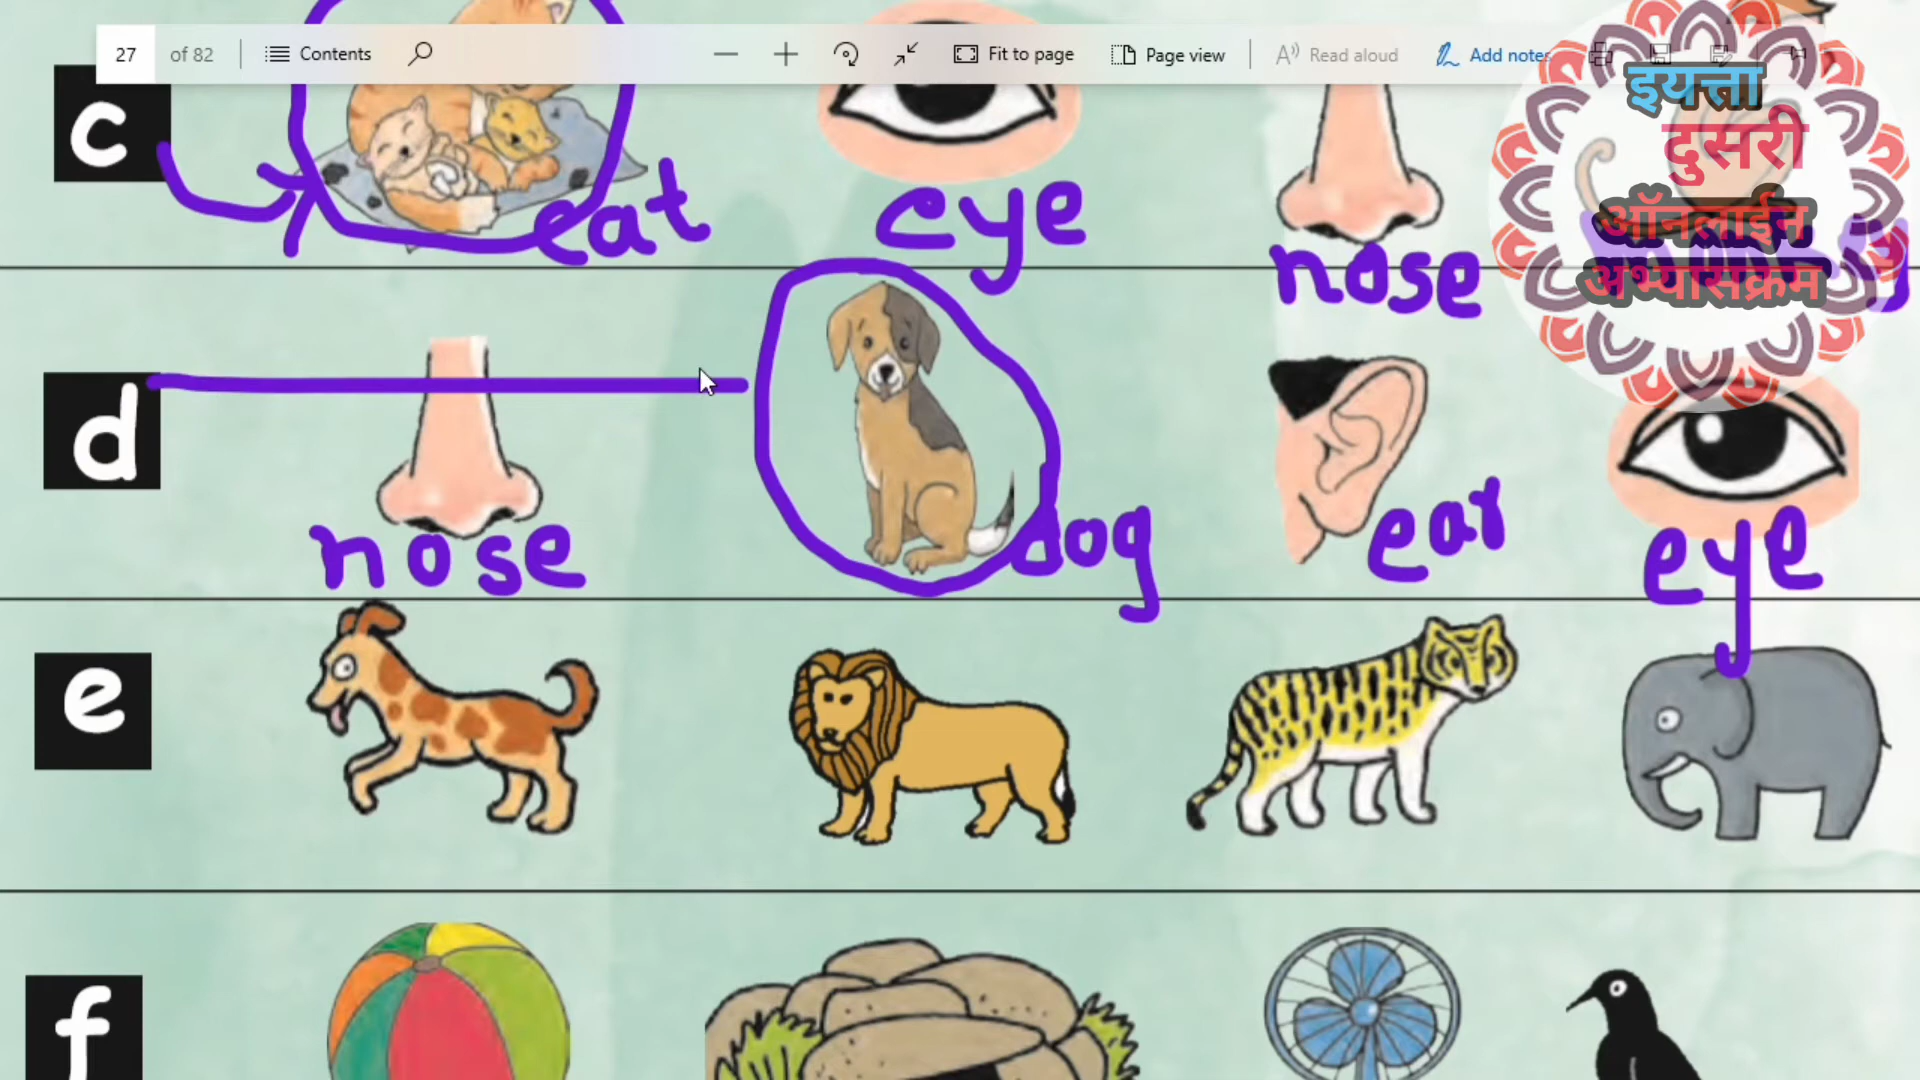 27 of 82 Contents Fit to page Page view Read aloud Add notes
इयत्ता
दुसरी
ऑनलाईन
अभ्यासक्रम
c
cat eye nose
d
nose dog ear eye
e
f